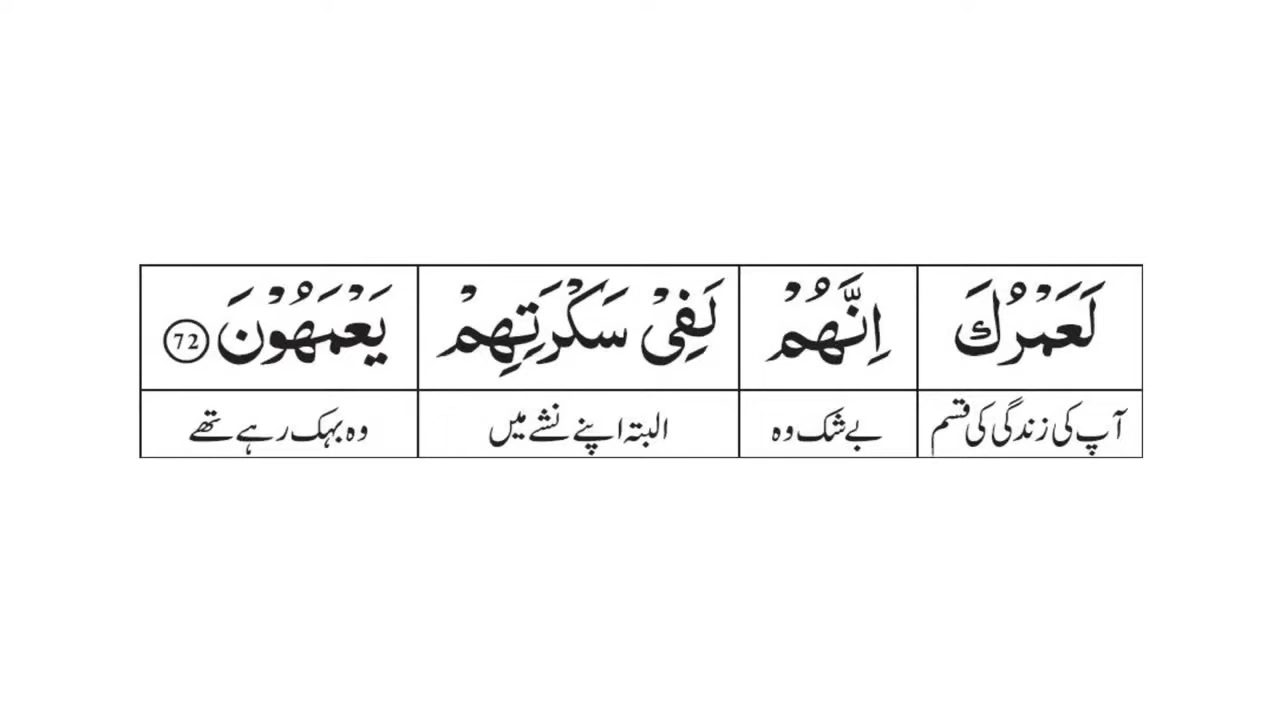 لَعَمْرُكَ اِنَّهُمْ لَفِیْ سَكْرَتِهِمْ یَعْمَهُوْنَ 72
آپ کی زندگی کی قسم بے شک وہ البتہ اپنے نشے میں وہ بہک رہے تھے